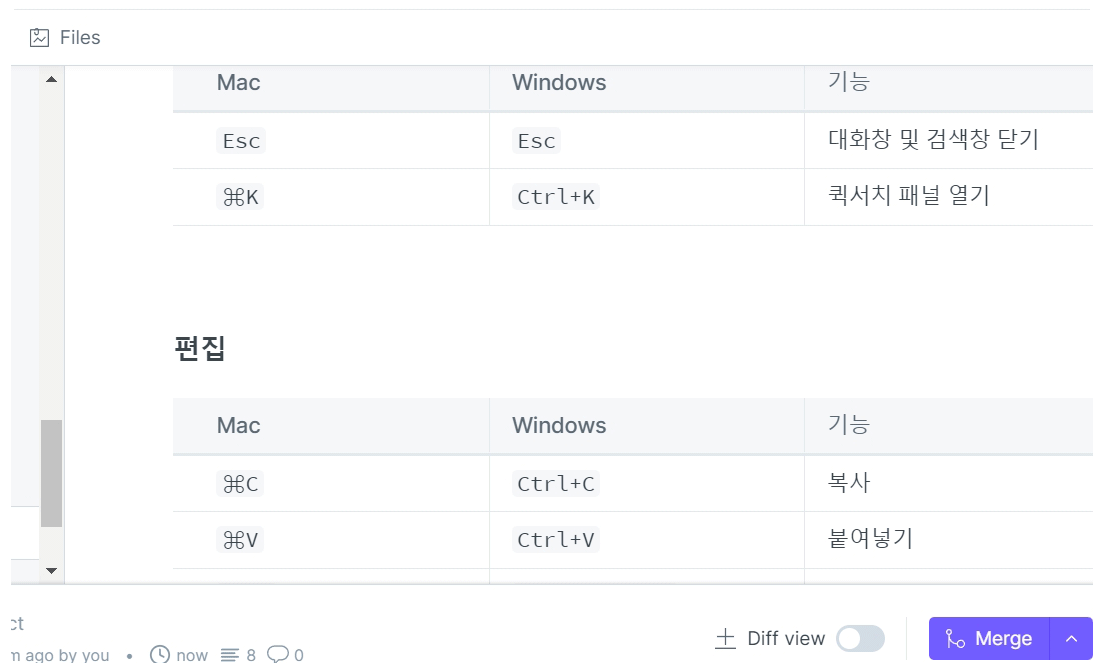 Files
Mac Windows 기능
Esc Esc 대화창 및 검색창 닫기
⌘K Ctrl+K 퀵서치 패널 열기
편집
Mac Windows 기능
⌘C Ctrl+C 복사
⌘V Ctrl+V 붙여넣기
ct
m ago by you • now 8 0
Diff view Merge